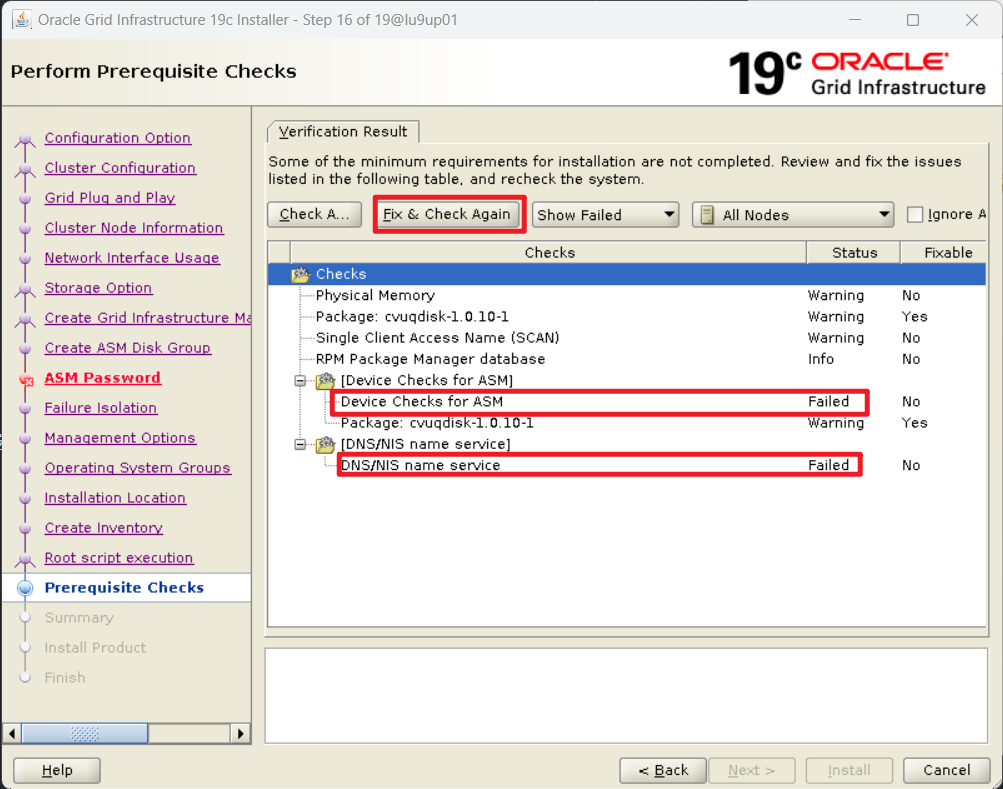 Oracle Grid Infrastructure 19c Installer - Step 16 of 19@lu9up01
Perform Prerequisite Checks
19c ORACLE
Grid Infrastructure
Configuration Option
Cluster Configuration
Grid Plug and Play
Cluster Node Information
Network Interface Usage
Storage Option
Create Grid Infrastructure Ma
Create ASM Disk Group
ASM Password
Failure Isolation
Management Options
Operating System Groups
Installation Location
Create Inventory
Root script execution
Prerequisite Checks
Summary
Install Product
Finish
Verification Result
Some of the minimum requirements for installation are not completed. Review and fix the issues
listed in the following table, and recheck the system.
Check A... Fix & Check Again Show Failed All Nodes Ignore A
Checks Status Fixable
Checks
Physical Memory Warning No
Package: cvuqdisk-1.0.10-1 Warning Yes
Single Client Access Name (SCAN) Warning No
RPM Package Manager database Info No
[Device Checks for ASM]
Device Checks for ASM Failed No
Package: cvuqdisk-1.0.10-1 Warning Yes
[DNS/NIS name service]
DNS/NIS name service Failed No
Help < Back Next > Install Cancel